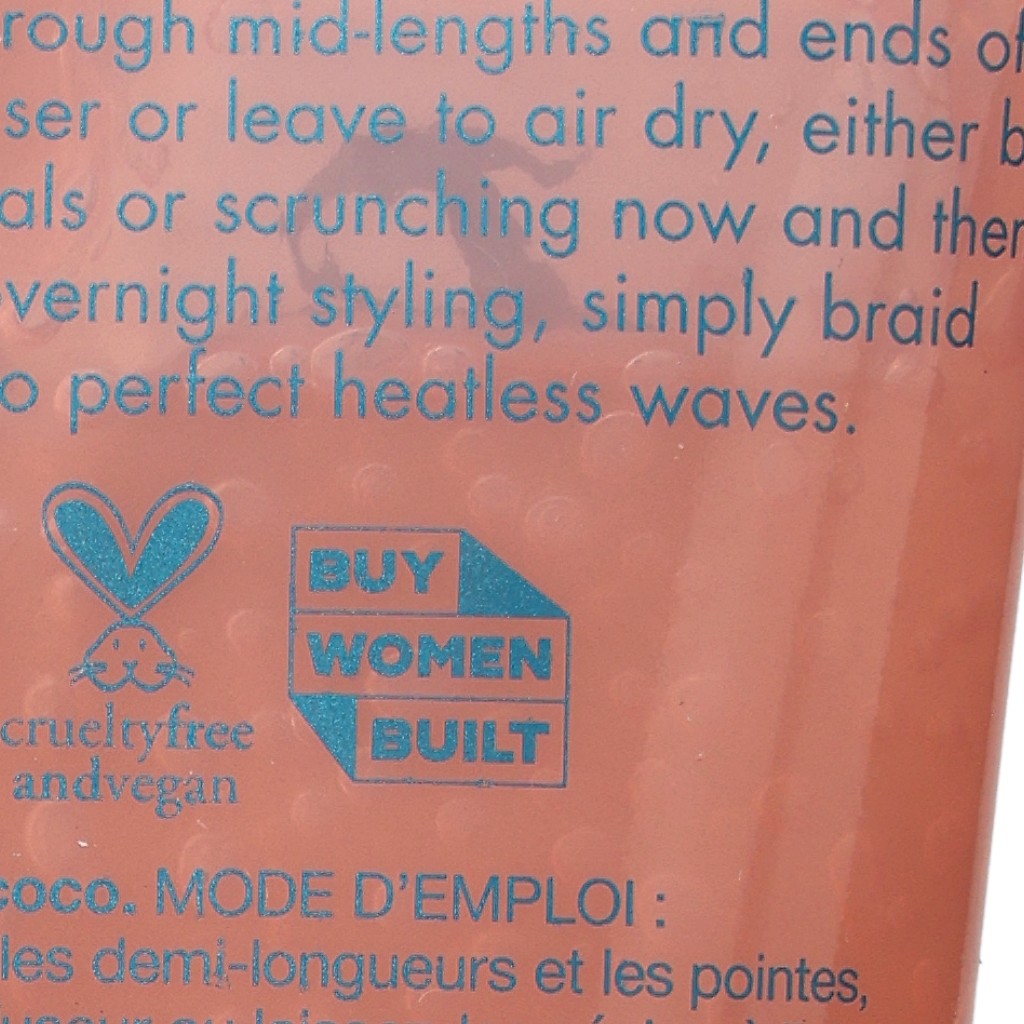 rough mid-lengths and ends of
ser or leave to air dry, either b
als or scrunching now and then
vernight styling, simply braid
o perfect heatless waves.
BUY
WOMEN
BUILT
crueltyfree
andvegan
coco. MODE D'EMPLOI :
les demi-longueurs et les pointes,